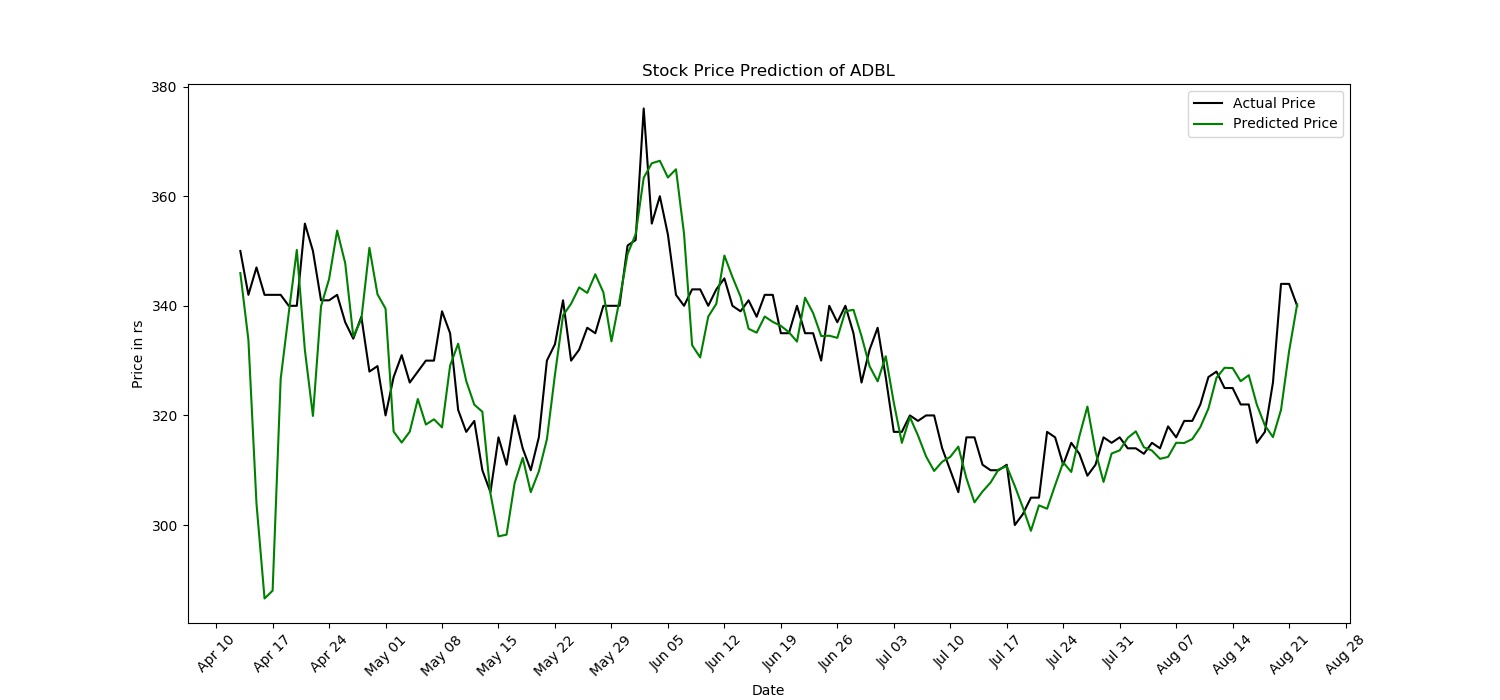 Stock Price Prediction of ADBL
Actual Price
Predicted Price
380
360
340
320
300
Price in rs
Apr 10
Apr 17
Apr 24
May 01
May 08
May 15
May 22
May 29
Jun 05
Jun 12
Jun 19
Jun 26
Jul 03
Jul 10
Jul 17
Jul 24
Jul 31
Aug 07
Aug 14
Aug 21
Aug 28
Date